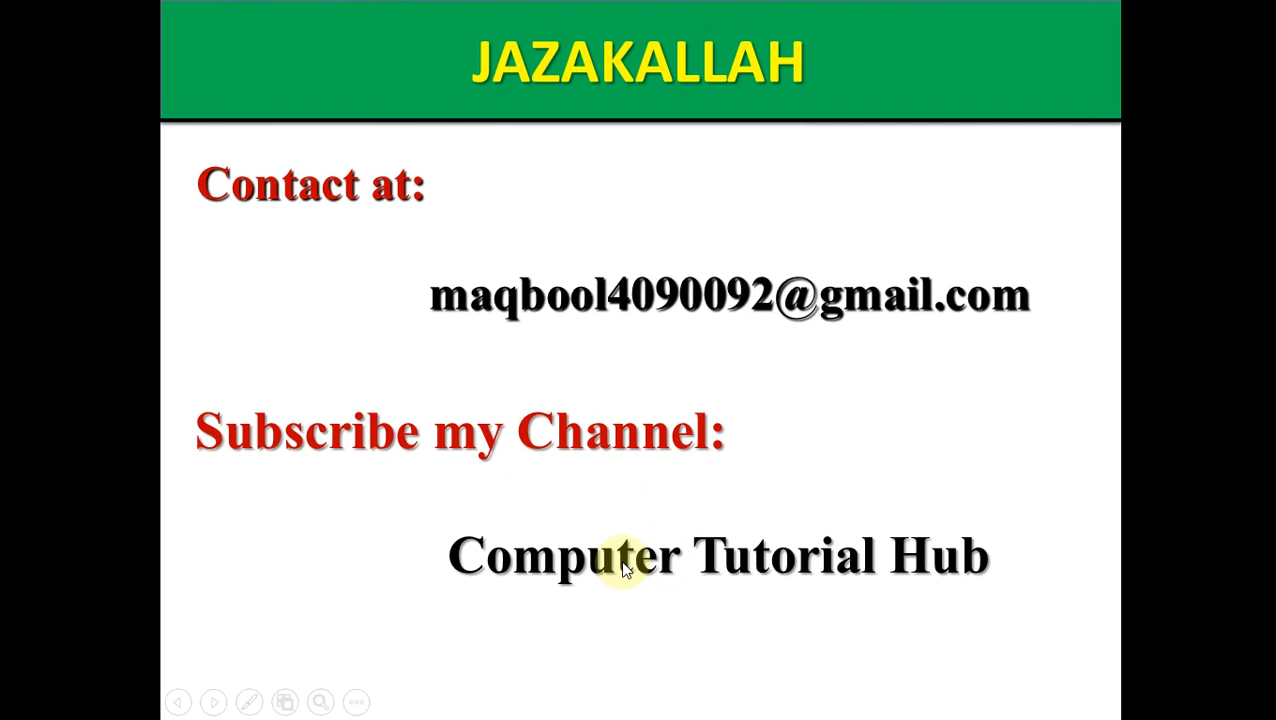 JAZAKALLAH
Contact at:
maqbool4090092@gmail.com
Subscribe my Channel:
Computer Tutorial Hub